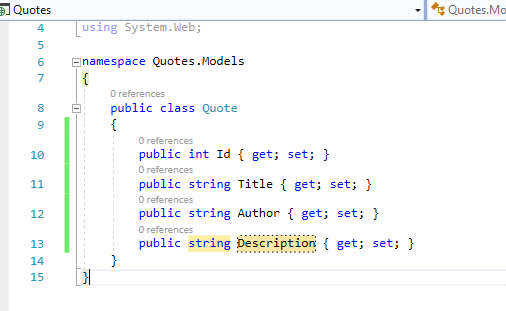 Quotes Quotes.Mo
4 using System.Web;
5
6 namespace Quotes.Models
7 {
0 references
8 public class Quote
9 {
0 references
10 public int Id { get; set; }
0 references
11 public string Title { get; set; }
0 references
12 public string Author { get; set; }
0 references
13 public string Description { get; set; }
14 }
15 }